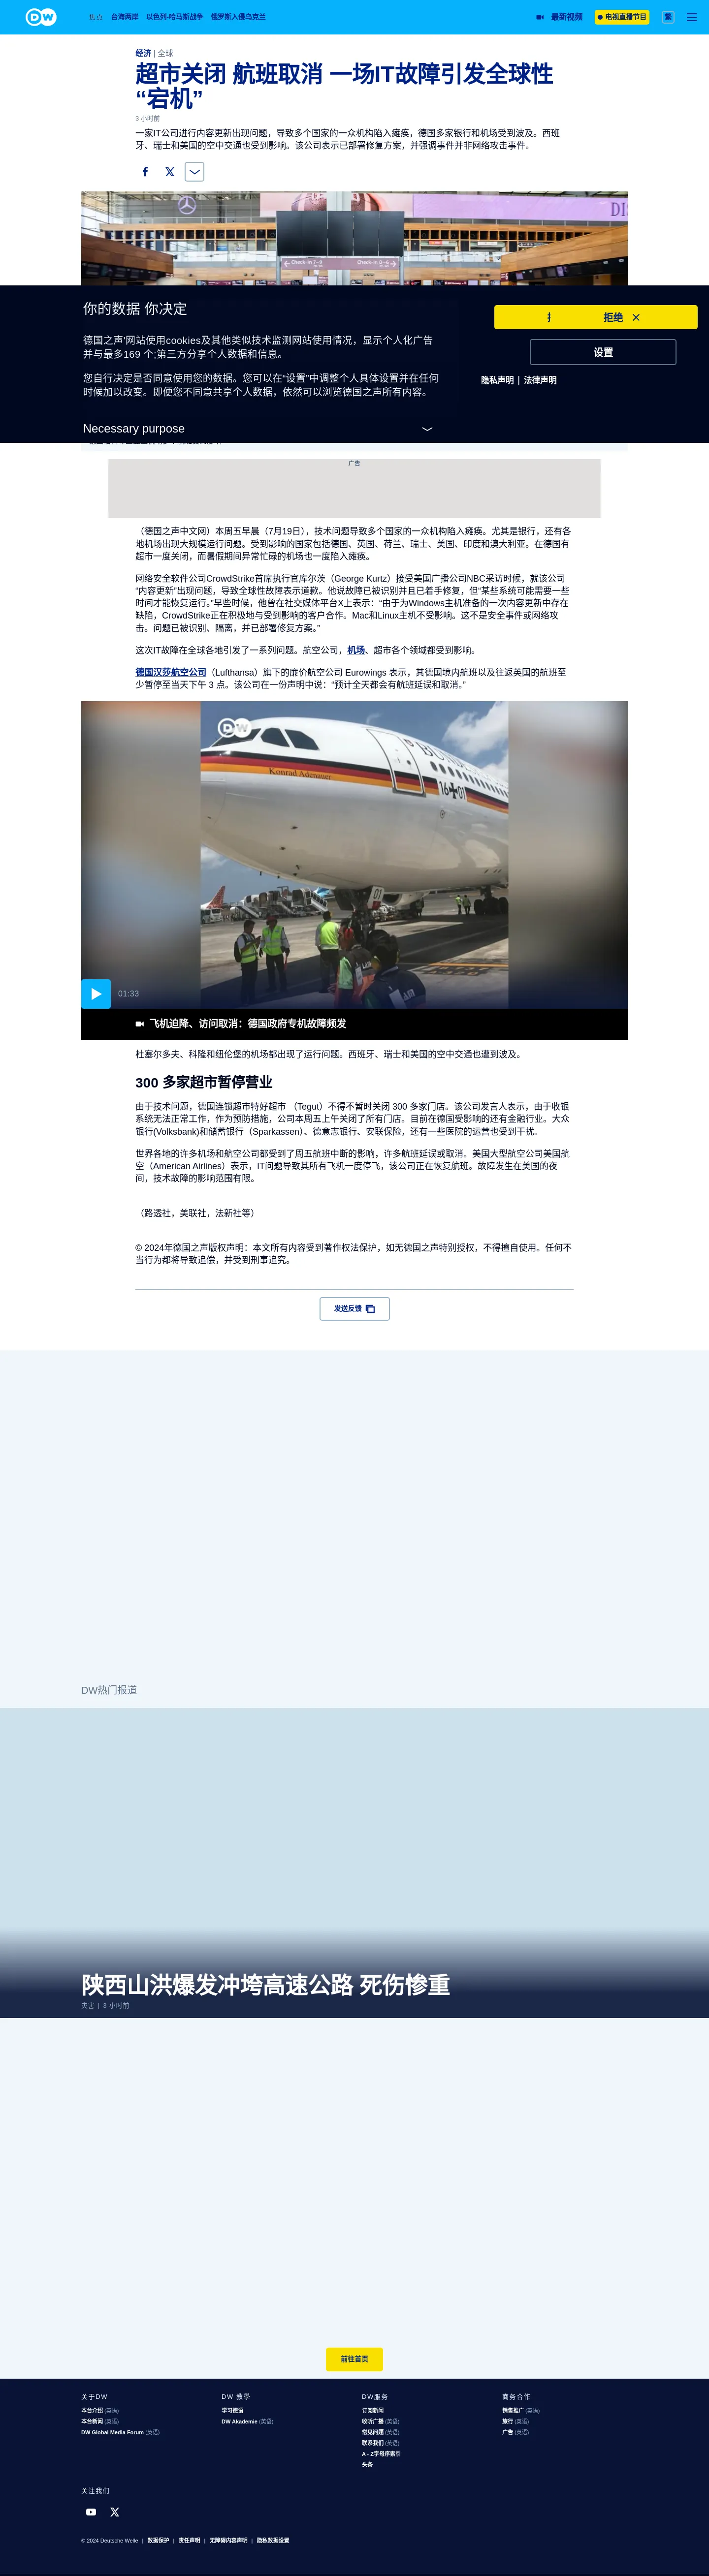 DW
焦点 台海两岸 以色列-哈马斯战争 俄罗斯入侵乌克兰
最新视频
电视直播节目
繁
经济 | 全球
超市关闭 航班取消 一场IT故障引发全球性
“宕机”
3 小时前
一家IT公司进行内容更新出现问题，导致多个国家的一众机构陷入瘫痪，德国多家银行和机场受到波及。西班
牙、瑞士和美国的空中交通也受到影响。该公司表示已部署修复方案，并强调事件并非网络攻击事件。
你的数据 你决定
德国之声'网站使用cookies及其他类似技术监测网站使用情况，显示个人化广告
并与最多169 个;第三方分享个人数据和信息。
您自行决定是否同意使用您的数据。您可以在“设置”中调整个人具体设置并在任何
时候加以改变。即便您不同意共享个人数据，依然可以浏览德国之声所有内容。
Necessary purpose
拒绝
设置
隐私声明 | 法律声明
广告
（德国之声中文网）本周五早晨（7月19日），技术问题导致多个国家的一众机构陷入瘫痪。尤其是银行，还有各
地机场出现大规模运行问题。受到影响的国家包括德国、英国、荷兰、瑞士、美国、印度和澳大利亚。在德国有
超市一度关闭，而暑假期间异常忙碌的机场也一度陷入瘫痪。
网络安全软件公司CrowdStrike首席执行官库尔茨（George Kurtz）接受美国广播公司NBC采访时候，就该公司
“内容更新”出现问题，导致全球性故障表示道歉。他说故障已被识别并且已着手修复，但“某些系统可能需要一些
时间才能恢复运行。”早些时候，他曾在社交媒体平台X上表示：“由于为Windows主机准备的一次内容更新中存在
缺陷，CrowdStrike正在积极地与受到影响的客户合作。Mac和Linux主机不受影响。这不是安全事件或网络攻
击。问题已被识别、隔离，并已部署修复方案。”
这次IT故障在全球各地引发了一系列问题。航空公司，机场、超市各个领域都受到影响。
德国汉莎航空公司（Lufthansa）旗下的廉价航空公司 Eurowings 表示，其德国境内航班以及往返英国的航班至
少暂停至当天下午 3 点。该公司在一份声明中说：“预计全天都会有航班延误和取消。”
DW
Konrad Adenauer
16 01
01
01:33
飞机迫降、访问取消：德国政府专机故障频发
杜塞尔多夫、科隆和纽伦堡的机场都出现了运行问题。西班牙、瑞士和美国的空中交通也遭到波及。
300 多家超市暂停营业
由于技术问题，德国连锁超市特好超市 （Tegut）不得不暂时关闭 300 多家门店。该公司发言人表示，由于收银
系统无法正常工作，作为预防措施，公司本周五上午关闭了所有门店。目前在德国受影响的还有金融行业。大众
银行(Volksbank)和储蓄银行（Sparkassen）、德意志银行、安联保险，还有一些医院的运营也受到干扰。
世界各地的许多机场和航空公司都受到了周五航班中断的影响，许多航班延误或取消。美国大型航空公司美国航
空（American Airlines）表示，IT问题导致其所有飞机一度停飞，该公司正在恢复航班。故障发生在美国的夜
间，技术故障的影响范围有限。
（路透社，美联社，法新社等）
© 2024年德国之声版权声明：本文所有内容受到著作权法保护，如无德国之声特别授权，不得擅自使用。任何不
当行为都将导致追偿，并受到刑事追究。
发送反馈
DW热门报道
陕西山洪爆发冲垮高速公路 死伤惨重
灾害 | 3 小时前
前往首页
关于DW
本台介绍 (英语)
本台新闻 (英语)
DW Global Media Forum (英语)
DW 教學
学习德语
DW Akademie (英语)
DW服务
订阅新闻
收听广播 (英语)
常见问题 (英语)
联系我们 (英语)
A - Z字母序索引
头条
商务合作
销售推广 (英语)
旅行 (英语)
广告 (英语)
关注我们
© 2024 Deutsche Welle | 数据保护 | 责任声明 | 无障碍内容声明 | 隐私数据设置